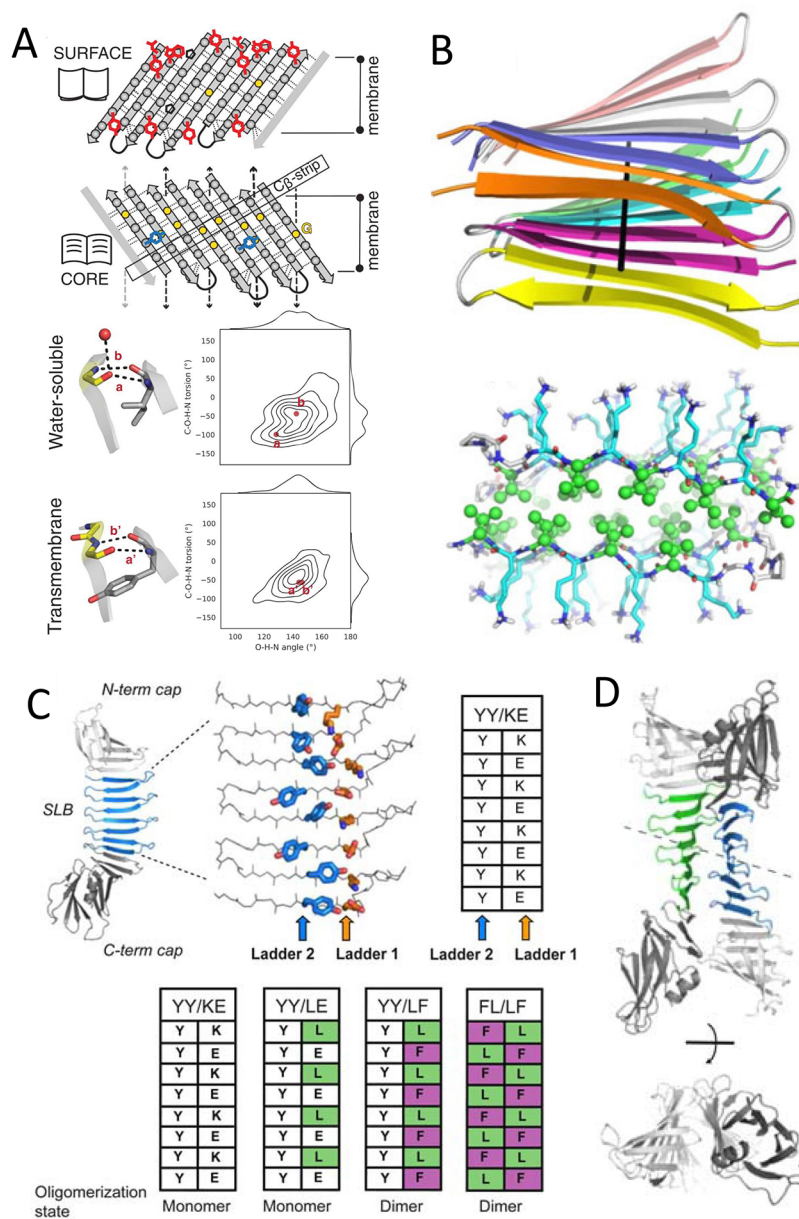 A
SURFACE
membrane
Cβ-strip
G
membrane
CORE
Water-soluble
b
a
C-O-H-N torsion (°)
150
100
50
0
−50
−100
−150
b
a
Transmembrane
b'
a'
C-O-H-N torsion (°)
150
100
50
0
−50
−100
−150
a' b'
100 120 140 160 180
O-H-N angle (°)
B
C
N-term cap
SLB
C-term cap
Ladder 2 Ladder 1
YY/KE
Y K
Y E
Y K
Y E
Y K
Y E
Y K
Y E
Ladder 2 Ladder 1
YY/KE
Y K
Y E
Y K
Y E
Y K
Y E
Y K
Y E
Monomer
YY/LE
Y L
Y E
Y L
Y E
Y L
Y E
Y L
Y E
Monomer
YY/LF
Y L
Y F
Y L
Y F
Y L
Y F
Y L
Y F
Dimer
FL/LF
F L
L F
F L
L F
F L
L F
F L
L F
Dimer
Oligomerization
state
D